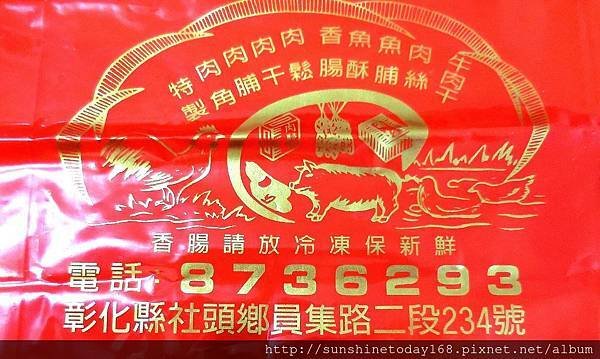 特製 肉角 肉脯 肉干 肉鬆 香腸 魚酥 魚脯 肉絲 牛肉干
香腸請放冷凍保新鮮
電話：8736293
彰化縣社頭鄉員集路二段234號
http://sunshinetoday168.pixnet.net/album